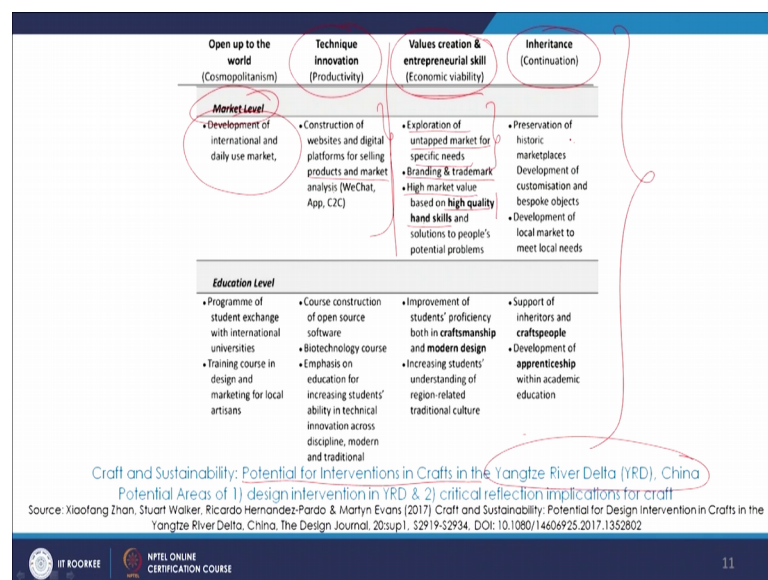 Open up to the
world
(Cosmopolitanism)
Technique
innovation
(Productivity)
Values creation &
entrepreneurial skill
(Economic viability)
Inheritance
(Continuation)
Market Level
•Development of
international and
daily use market,
•Construction of
websites and digital
platforms for selling
products and market
analysis (WeChat,
App, C2C)
•Exploration of
untapped market for
specific needs
•Branding & trademark
•High market value
based on high quality
hand skills and
solutions to people's
potential problems
•Preservation of
historic
marketplaces
Development of
customisation and
bespoke objects
•Development of
local market to
meet local needs
Education Level
•Programme of
student exchange
with international
universities
•Training course in
design and
marketing for local
artisans
•Course construction
of open source
software
•Biotechnology course
•Emphasis on
education for
increasing students'
ability in technical
innovation across
discipline, modern
and traditional
•Improvement of
students' proficiency
both in craftsmanship
and modern design
•Increasing students'
understanding of
region-related
traditional culture
•Support of
inheritors and
craftspeople
•Development of
apprenticeship
within academic
education
Craft and Sustainability: Potential for Interventions in Crafts in the Yangtze River Delta (YRD), China
Potential Areas of 1) design intervention in YRD & 2) critical reflection implications for craft
Source: Xiaofang Zhan, Stuart Walker, Ricardo Hernandez-Pardo & Martyn Evans (2017) Craft and Sustainability: Potential for Design Intervention in Crafts in the
Yangtze River Delta, China, The Design Journal, 20:sup1, S2919-S2934, DOI: 10.1080/14606925.2017.1352802
IIT ROORKEE
NPTEL ONLINE
CERTIFICATION COURSE
11